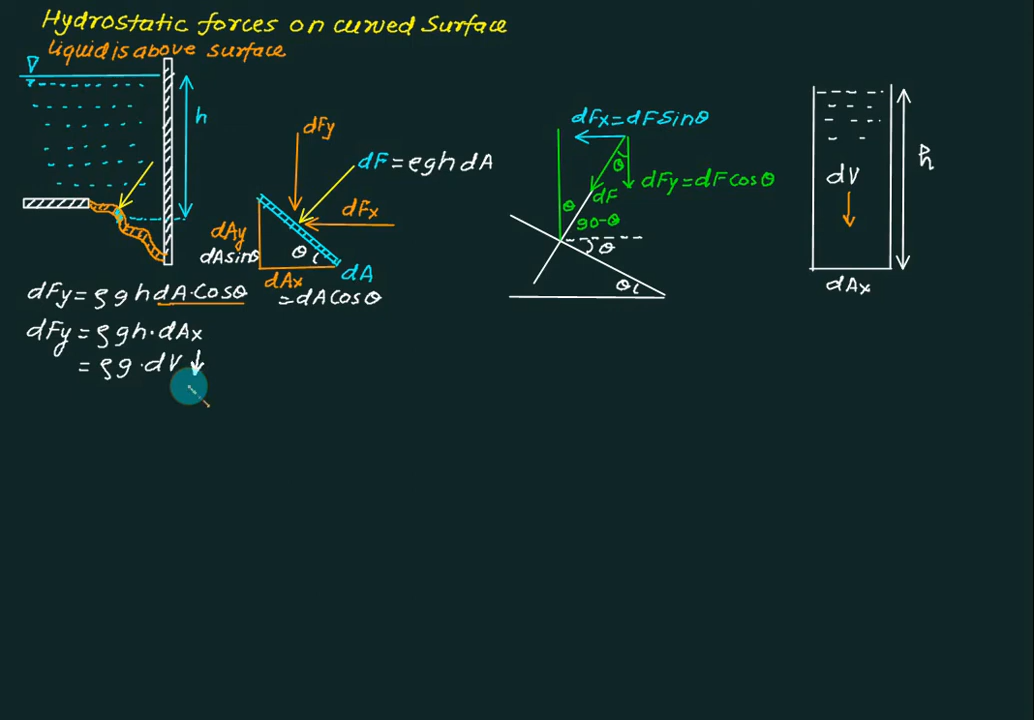 Hydrostatic forces on curved Surface
liquid is above surface
h
dFy
dF = ρgh dA
dFx
dAy
dAsinθ
θ
dA
dAx
= dA cosθ
dFx = dF Sinθ
θ
dFy = dF cosθ
dF
θ
90-θ
θ
θ
dV
h
dAx
dFy = ρgh dA·Cosθ
dFy = ρgh·dAx
= ρg·dV ↓